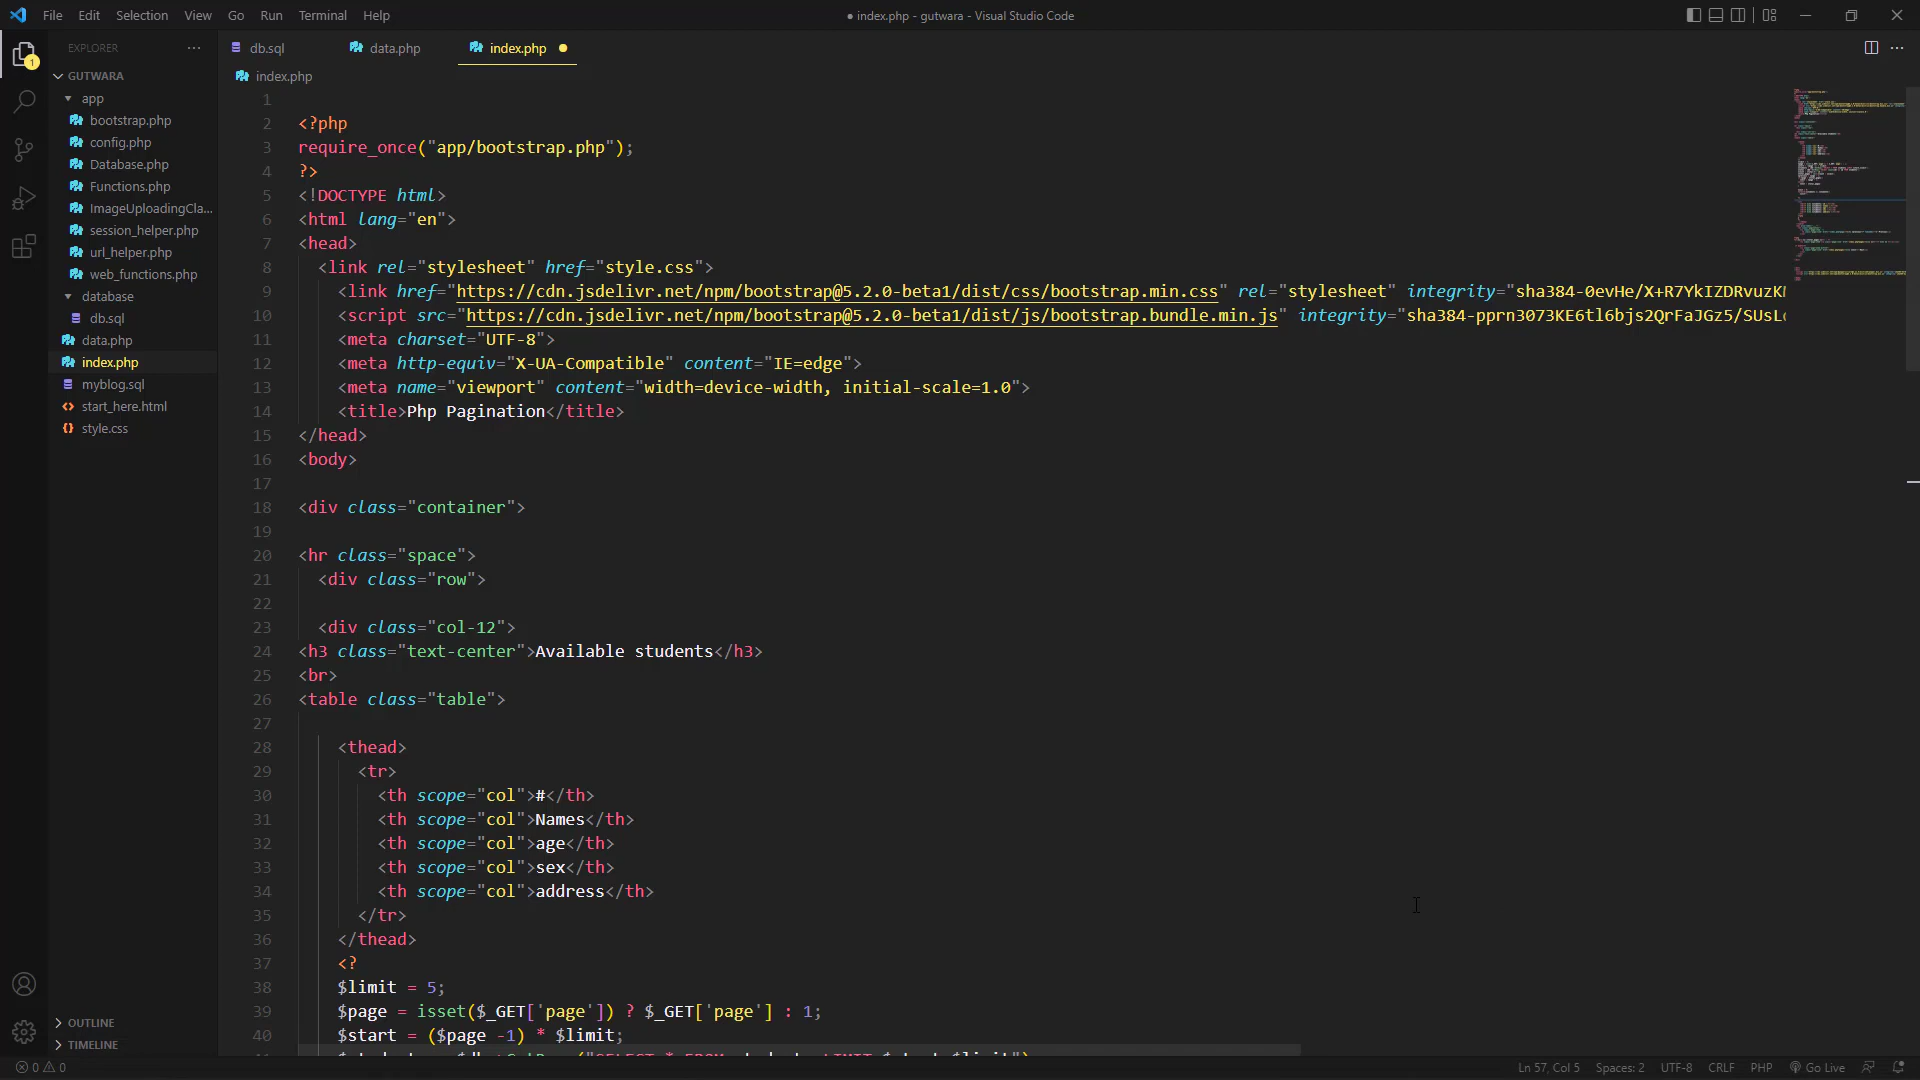 File Edit Selection View Go Run Terminal Help
● index.php - gutwara - Visual Studio Code
EXPLORER
1
GUTWARA
app
bootstrap.php
config.php
Database.php
Functions.php
ImageUploadingCla...
session_helper.php
url_helper.php
web_functions.php
database
db.sql
data.php
index.php
myblog.sql
start_here.html
style.css
OUTLINE
TIMELINE
db.sql data.php index.php
index.php
1
2 <?php
3 require_once("app/bootstrap.php");
4 ?>
5 <!DOCTYPE html>
6 <html lang="en">
7 <head>
8 <link rel="stylesheet" href="style.css">
9 <link href="https://cdn.jsdelivr.net/npm/bootstrap@5.2.0-beta1/dist/css/bootstrap.min.css" rel="stylesheet" integrity="sha384-0evHe/X+R7YkIZDRvuzK
10 <script src="https://cdn.jsdelivr.net/npm/bootstrap@5.2.0-beta1/dist/js/bootstrap.bundle.min.js" integrity="sha384-pprn3073KE6tl6bjs2QrFaJGz5/SUsL
11 <meta charset="UTF-8">
12 <meta http-equiv="X-UA-Compatible" content="IE=edge">
13 <meta name="viewport" content="width=device-width, initial-scale=1.0">
14 <title>Php Pagination</title>
15 </head>
16 <body>
17
18 <div class="container">
19
20 <hr class="space">
21 <div class="row">
22
23 <div class="col-12">
24 <h3 class="text-center">Available students</h3>
25 <br>
26 <table class="table">
27
28 <thead>
29 <tr>
30 <th scope="col">#</th>
31 <th scope="col">Names</th>
32 <th scope="col">age</th>
33 <th scope="col">sex</th>
34 <th scope="col">address</th>
35 </tr>
36 </thead>
37 <?
38 $limit = 5;
39 $page = isset($_GET['page']) ? $_GET['page'] : 1;
40 $start = ($page -1) * $limit;
0 0
Ln 57, Col 5 Spaces: 2 UTF-8 CRLF PHP Go Live